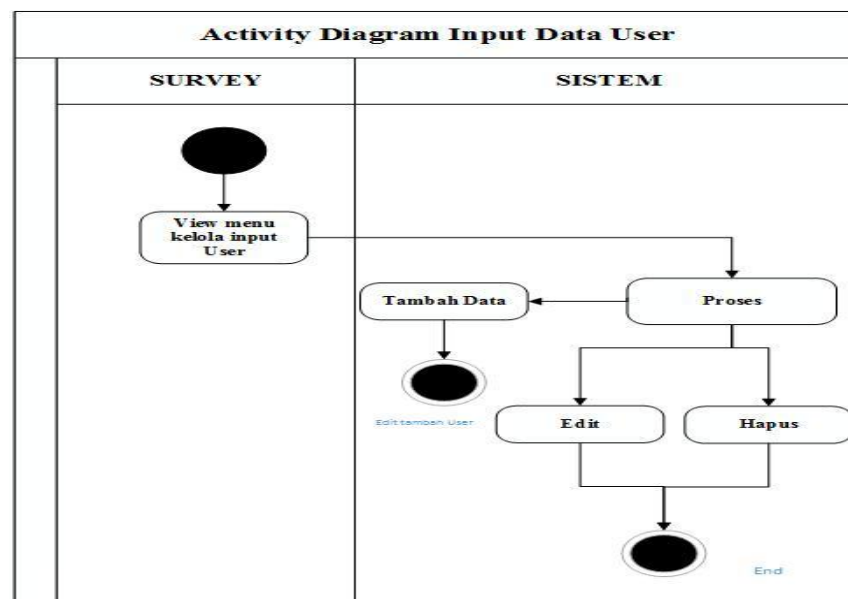 Activity Diagram Input Data User
SURVEY
SISTEM
View menu
kelola input
User
Tambah Data
Proses
Edit tambah User
Edit
Hapus
End